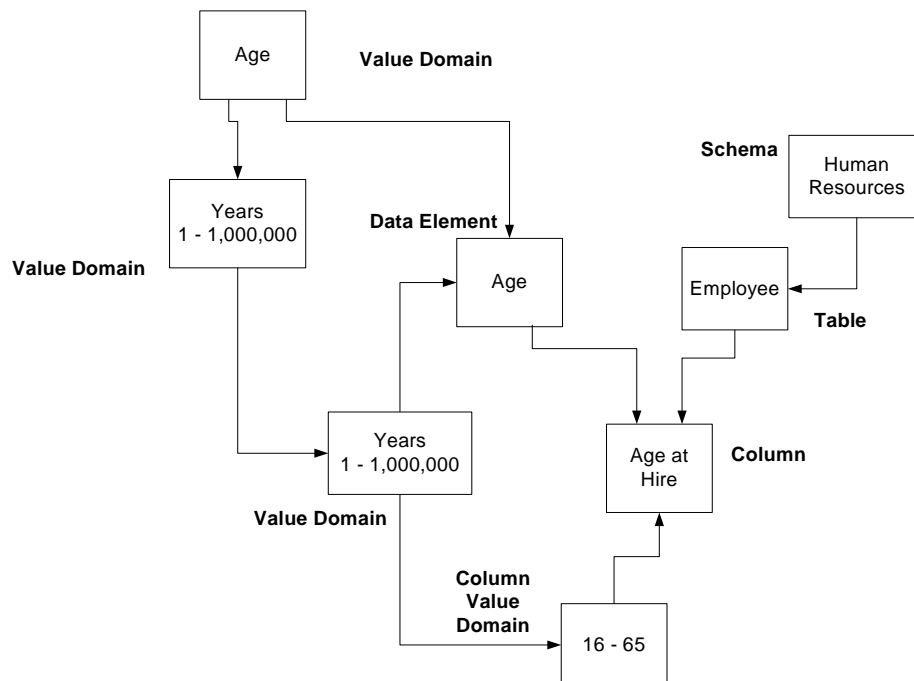 Age
Value Domain
Schema
Human
Resources
Years
1 - 1,000,000
Data Element
Value Domain
Age
Employee
Table
Years
1 - 1,000,000
Age at
Hire
Column
Value Domain
Column
Value
Domain
16 - 65